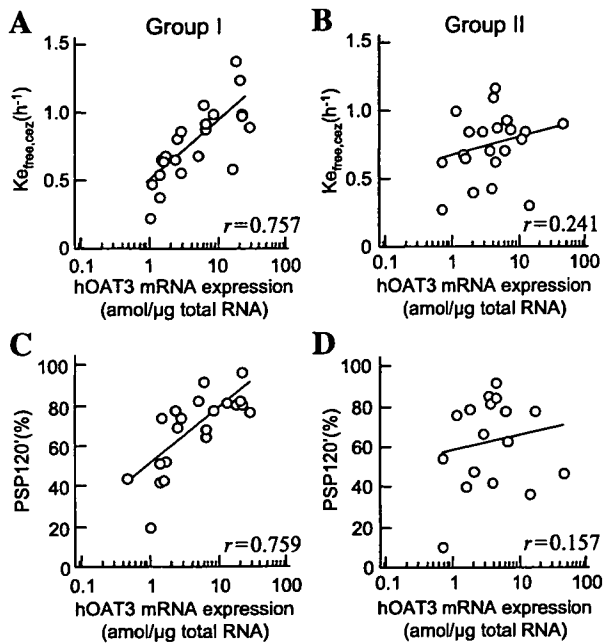 A
Group I
1.5
1.0
0.5
0
Ke_free,cez(h⁻¹)
r=0.757
0.1 1 10 100
hOAT3 mRNA expression
(amol/µg total RNA)
B
Group II
1.5
1.0
0.5
0
Ke_free,cez(h⁻¹)
r=0.241
0.1 1 10 100
hOAT3 mRNA expression
(amol/µg total RNA)
C
100
80
60
40
20
0
PSP120'(%)
r=0.759
0.1 1 10 100
hOAT3 mRNA expression
(amol/µg total RNA)
D
100
80
60
40
20
0
PSP120'(%)
r=0.157
0.1 1 10 100
hOAT3 mRNA expression
(amol/µg total RNA)